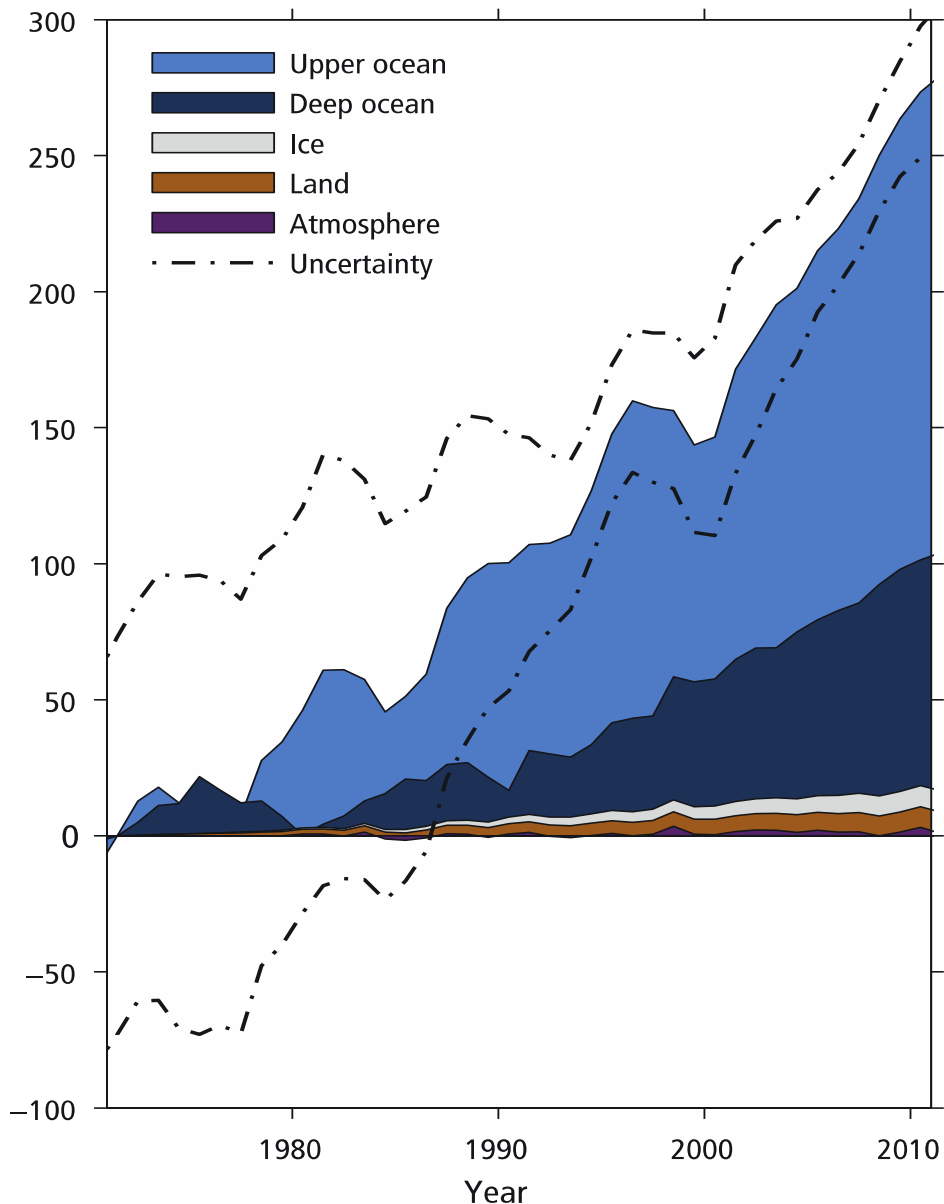 300
250
200
150
100
50
0
−50
−100
Upper ocean
Deep ocean
Ice
Land
Atmosphere
Uncertainty
1980 1990 2000 2010
Year